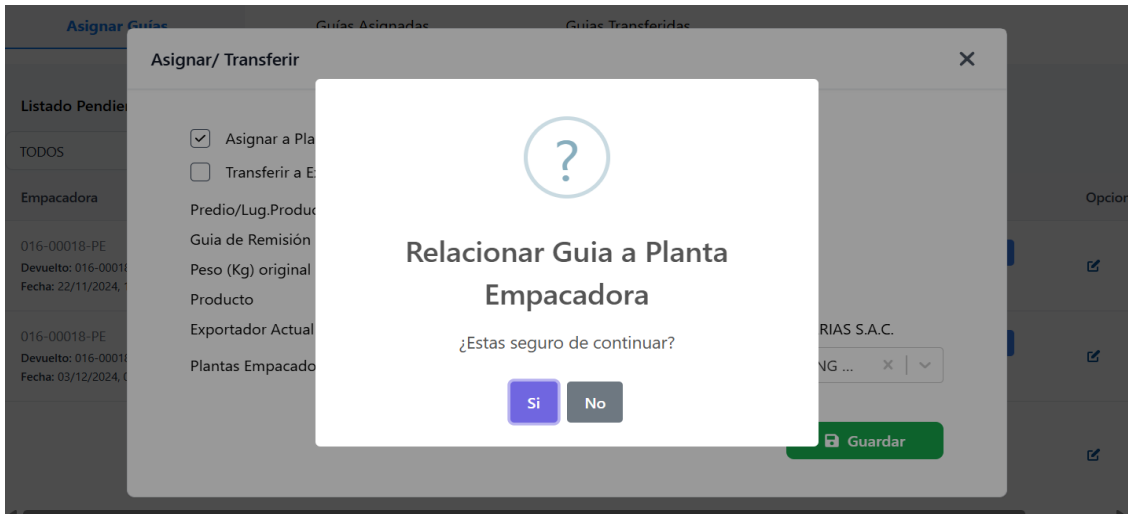 Asignar Guias
Guías Asignadas
Guias Transferidas
Asignar/ Transferir
Listado Pendie
TODOS
Empacadora
Opcion
016-00018-PE
Devuelto: 016-00018
Fecha: 22/11/2024,
016-00018-PE
Devuelto: 016-00018
Fecha: 03/12/2024,
Asignar a Pla
Transferir a E
Predio/Lug.Produc
Guia de Remisión
Peso (Kg) original
Producto
Exportador Actual
RIAS S.A.C.
Plantas Empacado
NG ...
Guardar
?
Relacionar Guia a Planta
Empacadora
¿Estas seguro de continuar?
Si
No